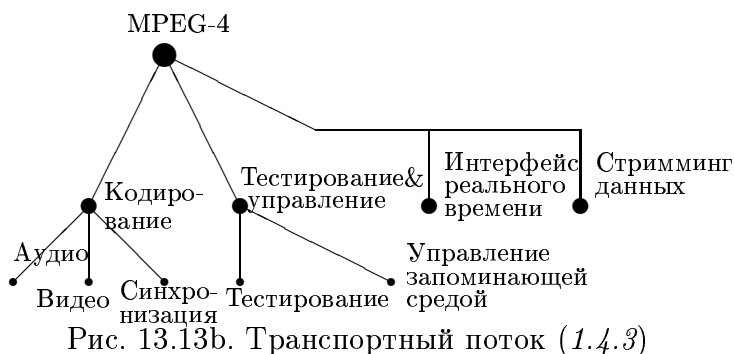 MPEG-4
Кодиро-
вание
Тестирование&
управление
Интерфейс
реального
времени
Стримминг
данных
Аудио
Видео
Синхро-
низация
Тестирование
Управление
запоминающей
средой
Рис. 13.13b. Транспортный поток (1.4.3)